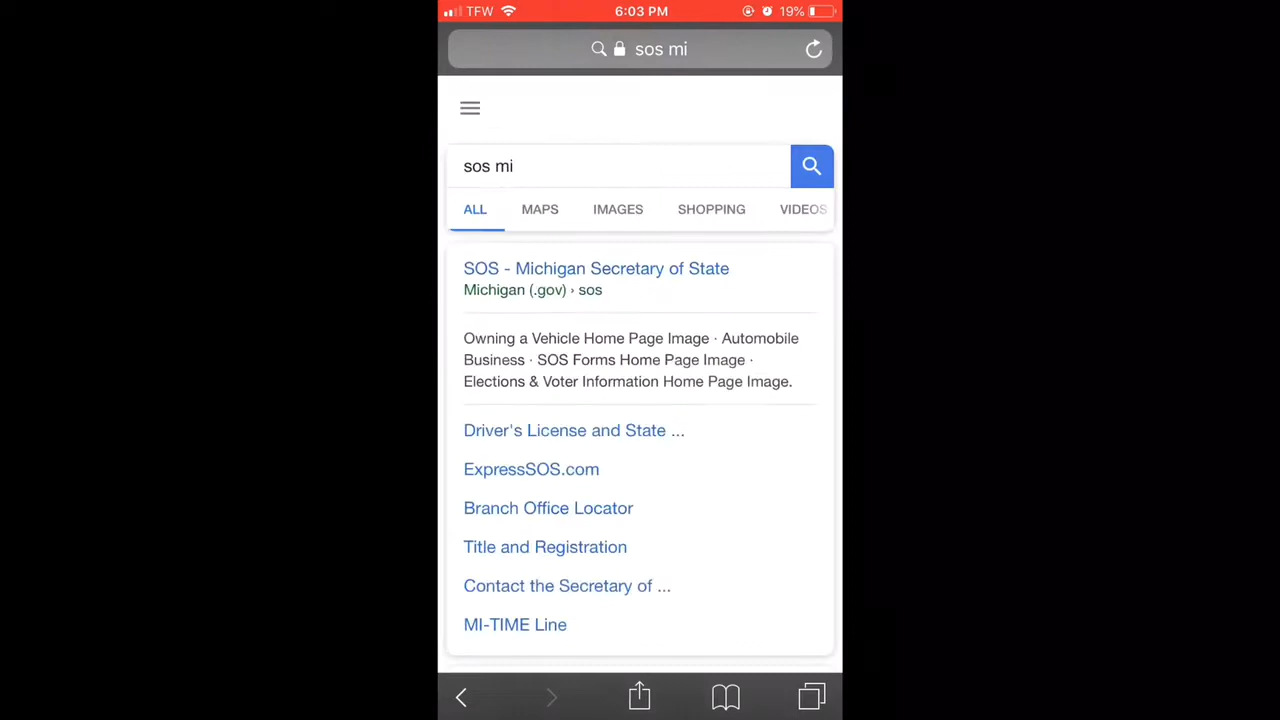 TFW 6:03 PM 19%
sos mi
sos mi
ALL MAPS IMAGES SHOPPING VIDEOS
SOS - Michigan Secretary of State
Michigan (.gov) › sos
Owning a Vehicle Home Page Image · Automobile
Business · SOS Forms Home Page Image ·
Elections & Voter Information Home Page Image.
Driver's License and State ...
ExpressSOS.com
Branch Office Locator
Title and Registration
Contact the Secretary of ...
MI-TIME Line